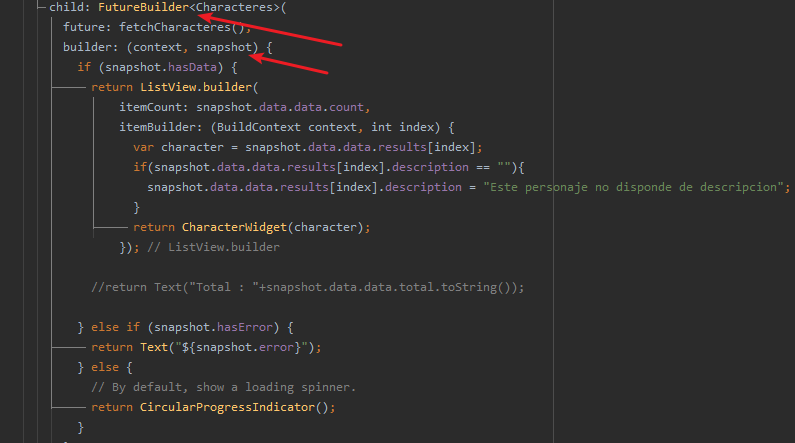 child: FutureBuilder<Characteres>(
future: fetchCharacteres(),
builder: (context, snapshot) {
if (snapshot.hasData) {
return ListView.builder(
itemCount: snapshot.data.data.count,
itemBuilder: (BuildContext context, int index) {
var character = snapshot.data.data.results[index];
if(snapshot.data.data.results[index].description == ""){
snapshot.data.data.results[index].description = "Este personaje no disponde de descripcion";
}
return CharacterWidget(character);
}); // ListView.builder
//return Text("Total : "+snapshot.data.data.total.toString());
} else if (snapshot.hasError) {
return Text("${snapshot.error}");
} else {
// By default, show a loading spinner.
return CircularProgressIndicator();
}